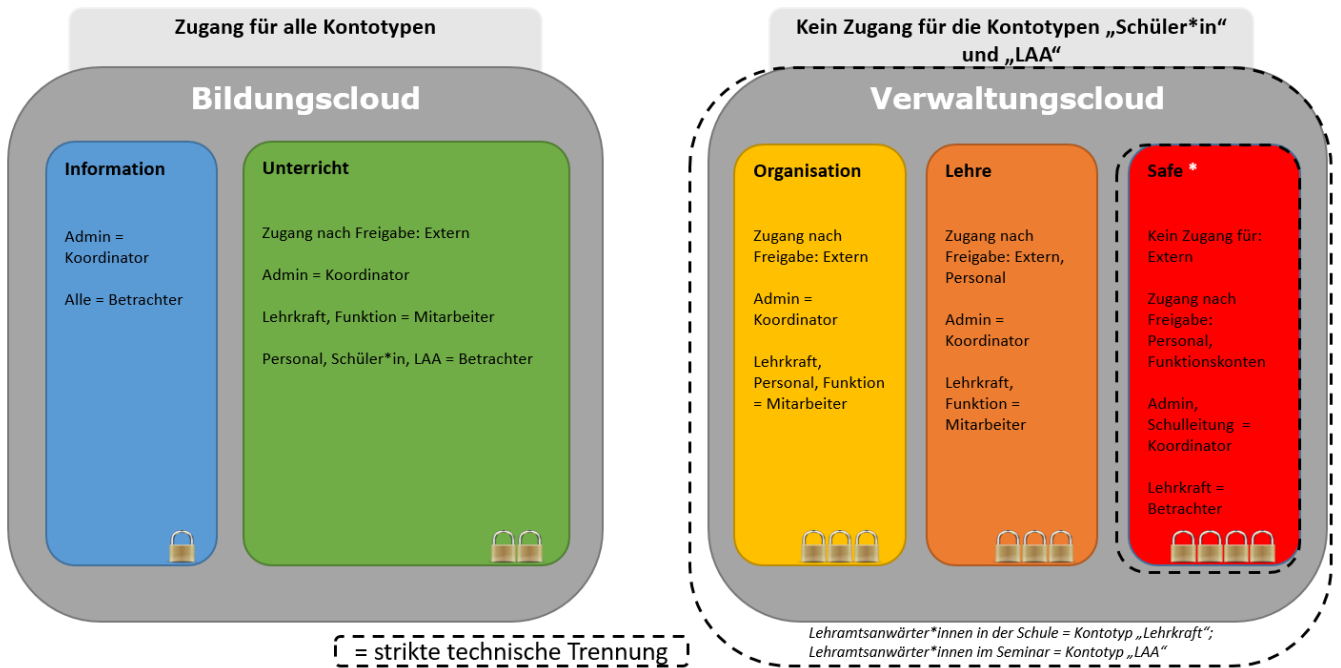 Zugang für alle Kontotypen
Bildungscloud
Information
Admin =
Koordinator
Alle = Betrachter
Unterricht
Zugang nach Freigabe: Extern
Admin = Koordinator
Lehrkraft, Funktion = Mitarbeiter
Personal, Schüler*in, LAA = Betrachter
Kein Zugang für die Kontotypen „Schüler*in“
und „LAA“
Verwaltungscloud
Organisation
Zugang nach
Freigabe: Extern
Admin =
Koordinator
Lehrkraft,
Personal, Funktion
= Mitarbeiter
Lehre
Zugang nach
Freigabe: Extern,
Personal
Admin =
Koordinator
Lehrkraft,
Funktion =
Mitarbeiter
Safe *
Kein Zugang für:
Extern
Zugang nach
Freigabe:
Personal,
Funktionskonten
Admin,
Schulleitung =
Koordinator
Lehrkraft =
Betrachter
= strikte technische Trennung
Lehramtsanwärter*innen in der Schule = Kontotyp „Lehrkraft“;
Lehramtsanwärter*innen im Seminar = Kontotyp „LAA“